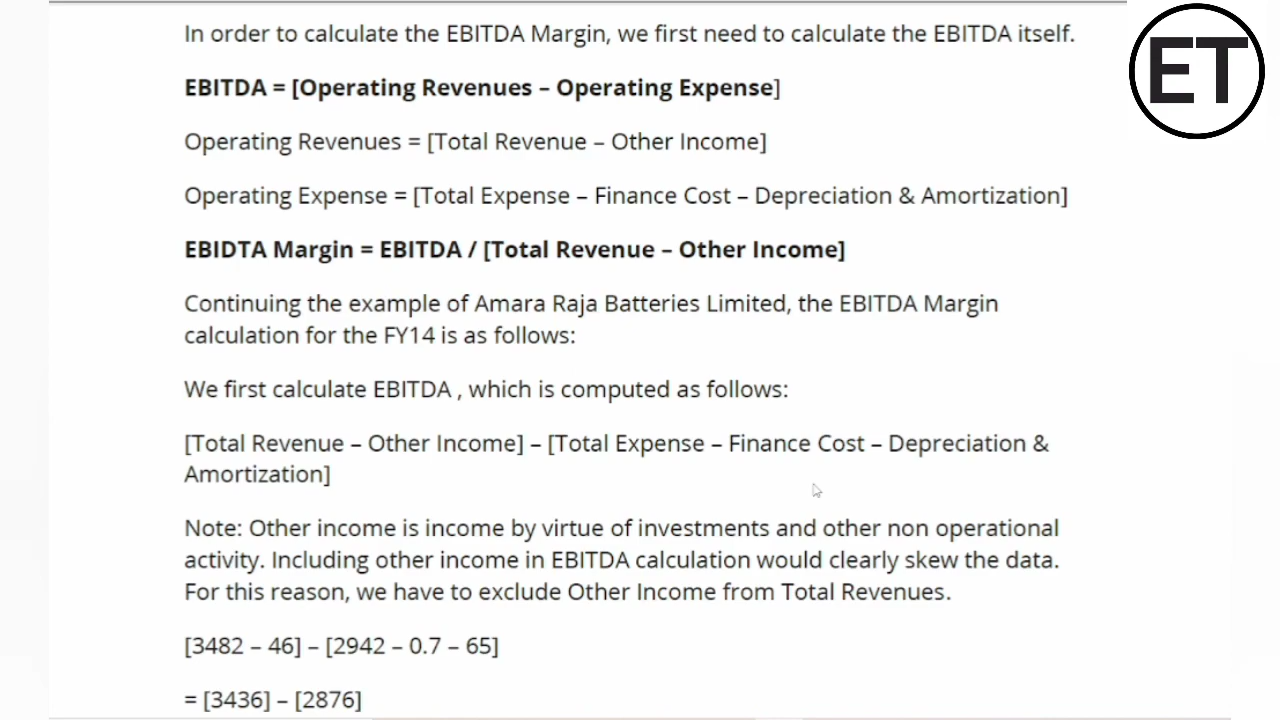 In order to calculate the EBITDA Margin, we first need to calculate the EBITDA itself.
ET
EBITDA = [Operating Revenues – Operating Expense]
Operating Revenues = [Total Revenue – Other Income]
Operating Expense = [Total Expense – Finance Cost – Depreciation & Amortization]
EBIDTA Margin = EBITDA / [Total Revenue – Other Income]
Continuing the example of Amara Raja Batteries Limited, the EBITDA Margin
calculation for the FY14 is as follows:
We first calculate EBITDA , which is computed as follows:
[Total Revenue – Other Income] – [Total Expense – Finance Cost – Depreciation &
Amortization]
Note: Other income is income by virtue of investments and other non operational
activity. Including other income in EBITDA calculation would clearly skew the data.
For this reason, we have to exclude Other Income from Total Revenues.
[3482 – 46] – [2942 – 0.7 – 65]
= [3436] – [2876]